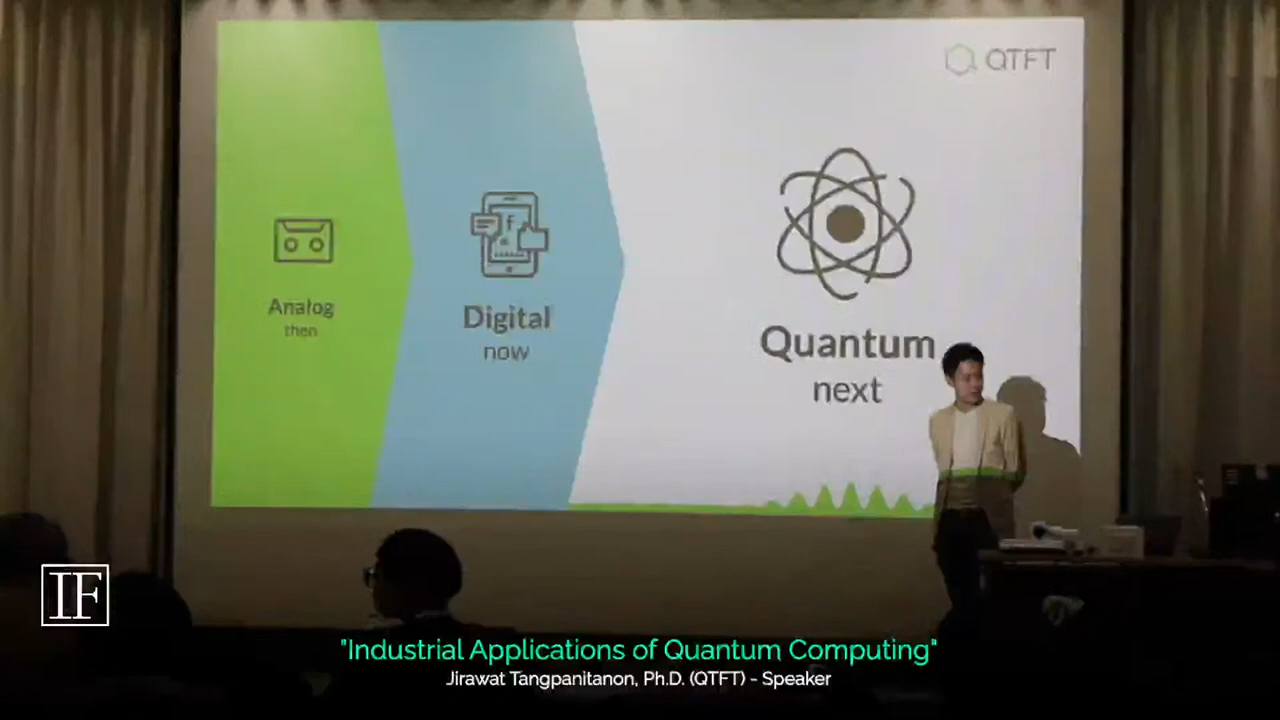 QTFT
Analog
then
Digital
now
Quantum
next
IF
"Industrial Applications of Quantum Computing"
Jirawat Tangpanitanon, Ph.D. (QTFT) - Speaker